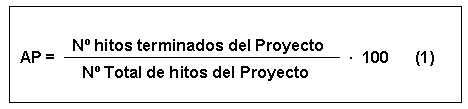 Nº hitos terminados del Proyecto
AP = ———————————— · 100 (1)
Nº Total de hitos del Proyecto